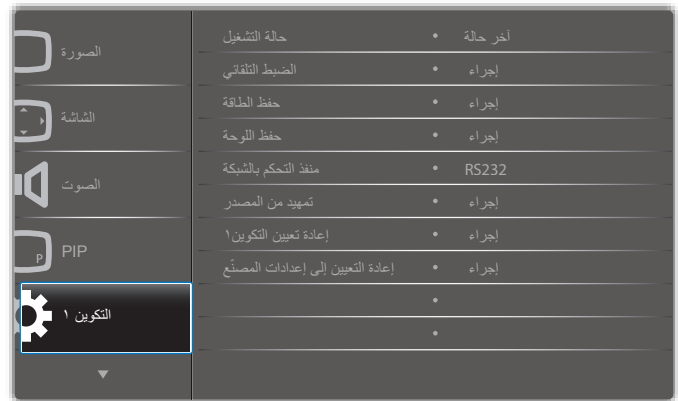 الصورة
الشاشة
الصوت
PIP
P
التكوين ١
حالة التشغيل • آخر حالة
الضبط التلقائي • إجراء
حفظ الطاقة • إجراء
حفظ اللوحة • إجراء
منفذ التحكم بالشبكة • RS232
تمهيد من المصدر • إجراء
إعادة تعيين التكوين١ • إجراء
إعادة التعيين إلى إعدادات المصنّع • إجراء